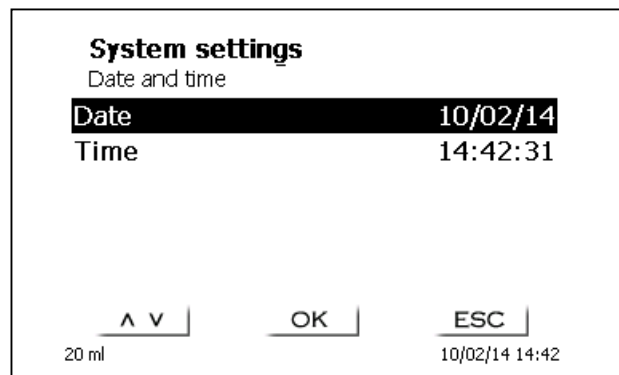 System settings
Date and time
Date 10/02/14
Time 14:42:31
∧ ∨ OK ESC
20 ml 10/02/14 14:42